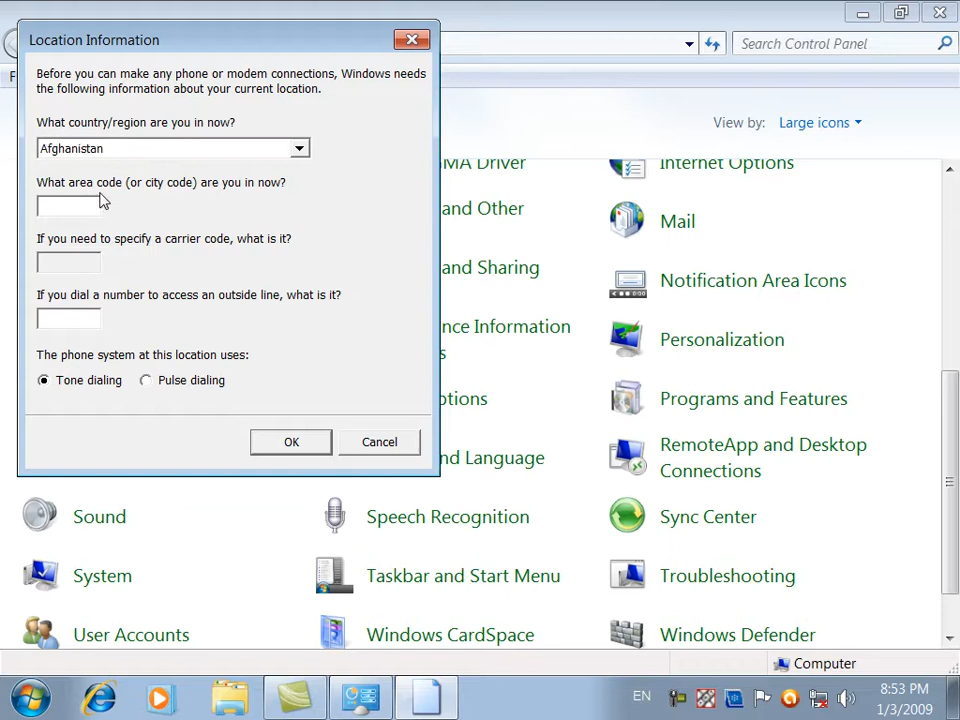 Location Information
Before you can make any phone or modem connections, Windows needs
the following information about your current location.
What country/region are you in now?
Afghanistan
What area code (or city code) are you in now?
If you need to specify a carrier code, what is it?
If you dial a number to access an outside line, what is it?
The phone system at this location uses:
Tone dialing
Pulse dialing
OK
Cancel
Search Control Panel
F
View by:
Large icons
MA Driver
Internet Options
and Other
Mail
and Sharing
Notification Area Icons
nce Information
Personalization
ptions
Programs and Features
and Language
RemoteApp and Desktop
Connections
Sound
Speech Recognition
Sync Center
System
Taskbar and Start Menu
Troubleshooting
User Accounts
Windows CardSpace
Windows Defender
Computer
EN
8:53 PM
1/3/2009